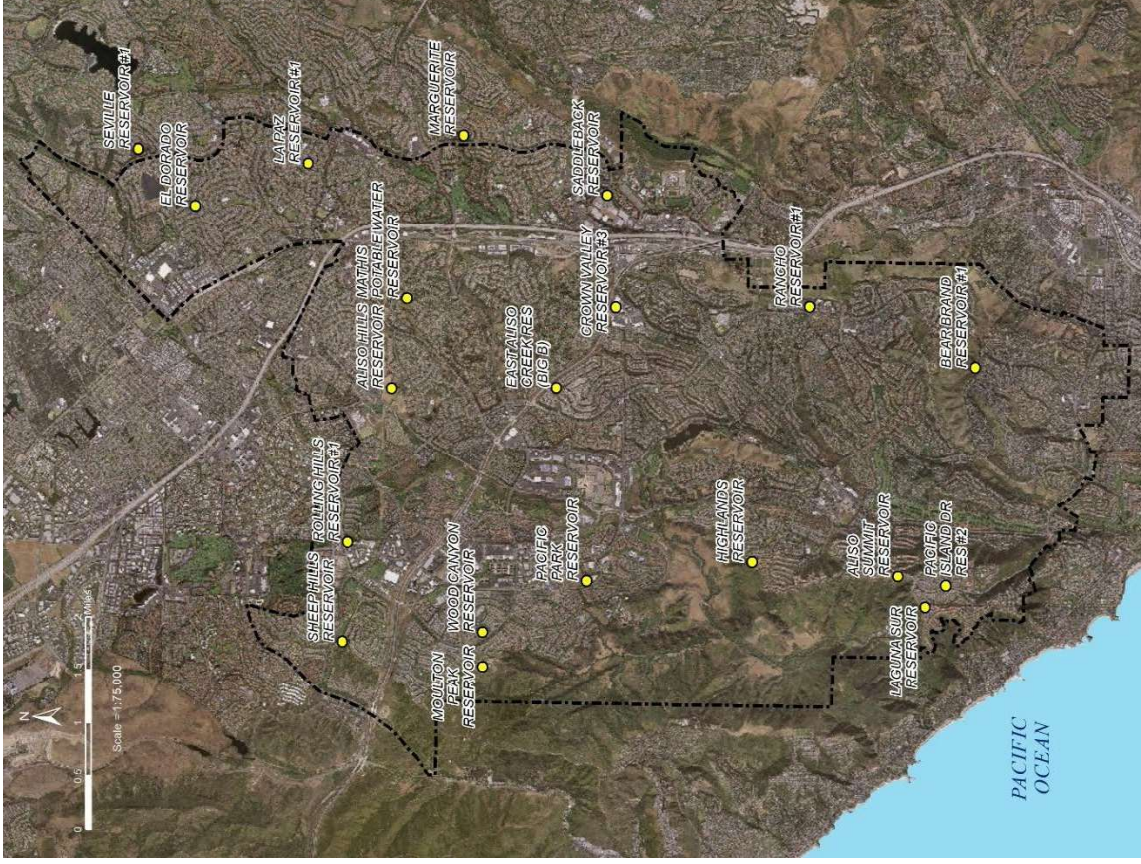 N
0 0.5 1 1.5 Miles
Scale = 1:75,000
SEVILLE
RESERVOIR #1
EL DORADO
RESERVOIR
LA PAZ
RESERVOIR #1
MARGUERITE
RESERVOIR
SADDLEBACK
RESERVOIR
MATHIS
POTABLE WATER
RESERVOIR
ALISO HILLS
RESERVOIR
EAST ALISO
CREEK RES
(BIG B)
CROWN VALLEY
RESERVOIR #3
RANCHO
RESERVOIR #1
BEAR BRAND
RESERVOIR #1
ROLLING HILLS
RESERVOIR #1
SHEEP HILLS
RESERVOIR
MOULTON
PEAK
RESERVOIR
WOOD CANYON
RESERVOIR
PACIFIC
PARK
RESERVOIR
HIGHLANDS
RESERVOIR
ALISO
SUMMIT
RESERVOIR
PACIFIC
ISLAND DR
RES #2
LAGUNA SUR
RESERVOIR
PACIFIC
OCEAN